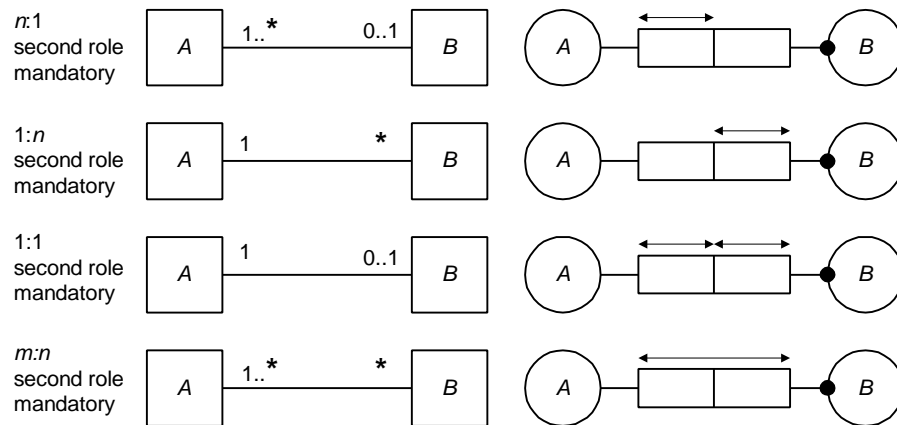 n:1
second role
mandatory
A 1..* 0..1 B A B
1:n
second role
mandatory
A 1 * B A B
1:1
second role
mandatory
A 1 0..1 B A B
m:n
second role
mandatory
A 1..* * B A B